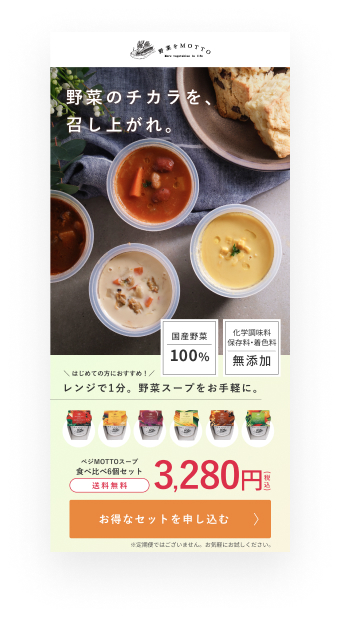 野菜をMOTTO
More vegetables to life
野菜のチカラを、
召し上がれ。
国産野菜
100%
化学調味料
保存料・着色料
無添加
＼ はじめての方におすすめ！／
レンジで1分。野菜スープをお手軽に。
ベジMOTTOスープ
食べ比べ6個セット
送料無料
3,280円(税込)
お得なセットを申し込む
※定期便ではございません。お気軽にお試しください。